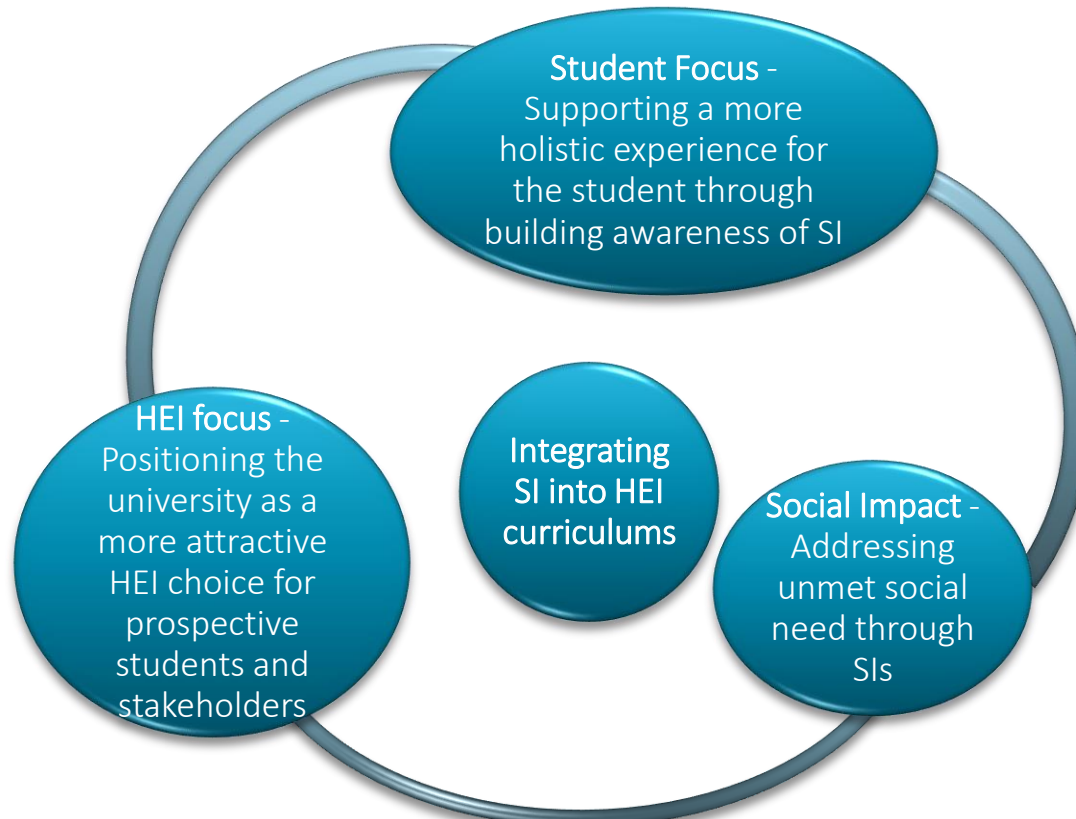 Student Focus -
Supporting a more
holistic experience for
the student through
building awareness of SI
HEI focus -
Positioning the
university as a
more attractive
HEI choice for
prospective
students and
stakeholders
Integrating
SI into HEI
curriculums
Social Impact -
Addressing
unmet social
need through
SIs